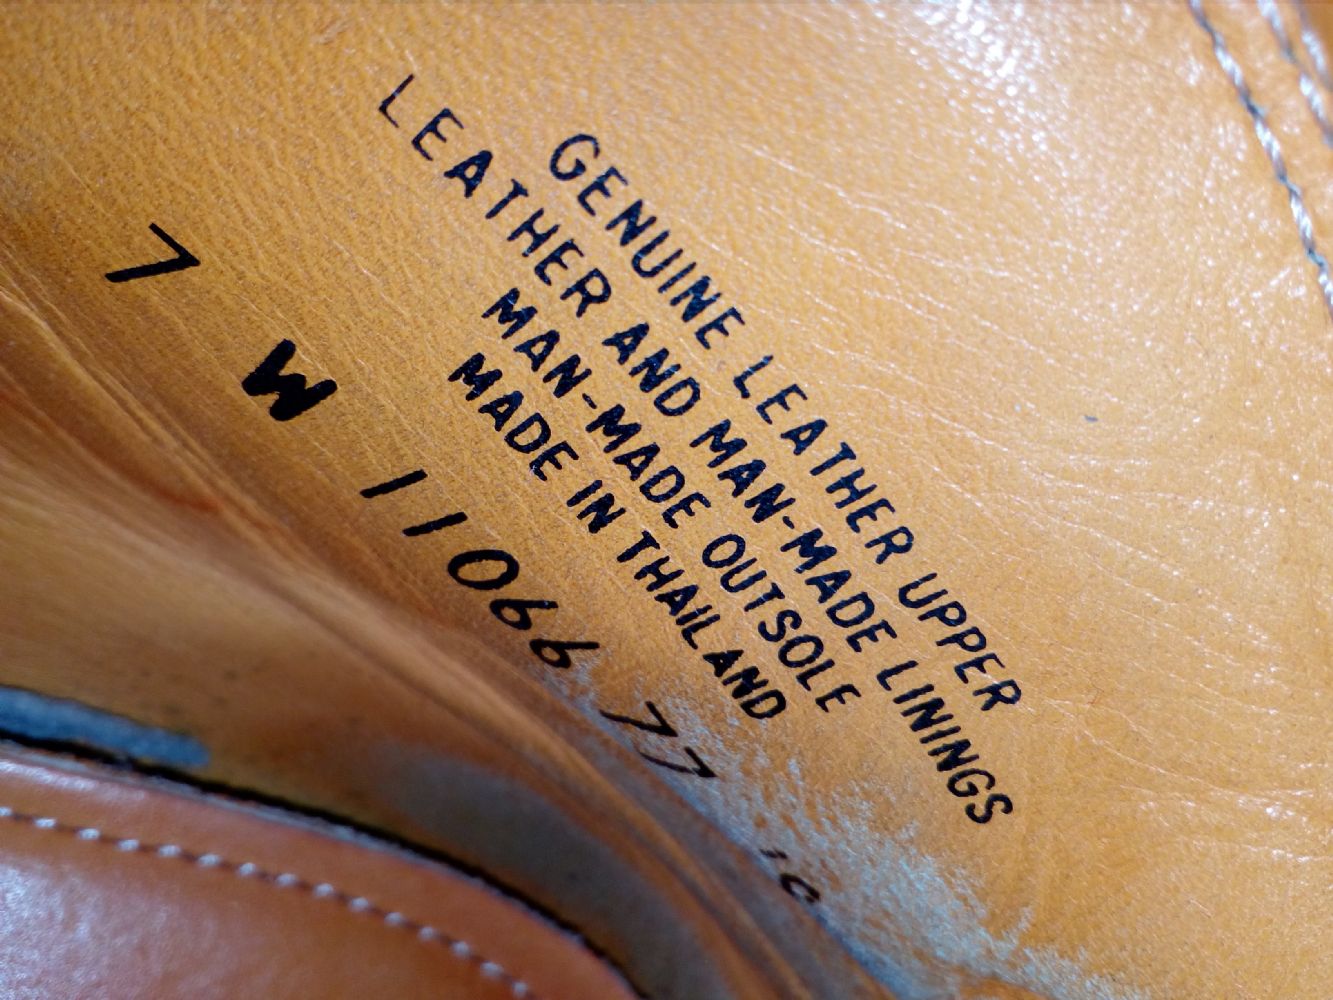 GENUINE LEATHER UPPER
LEATHER AND MAN-MADE LININGS
MAN-MADE OUTSOLE
MADE IN THAILAND
7 W 11066 77